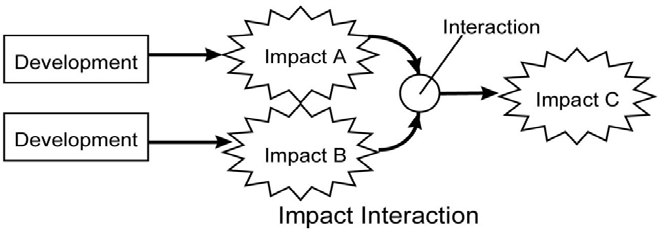 Interaction
Development
Impact A
Impact C
Development
Impact B
Impact Interaction